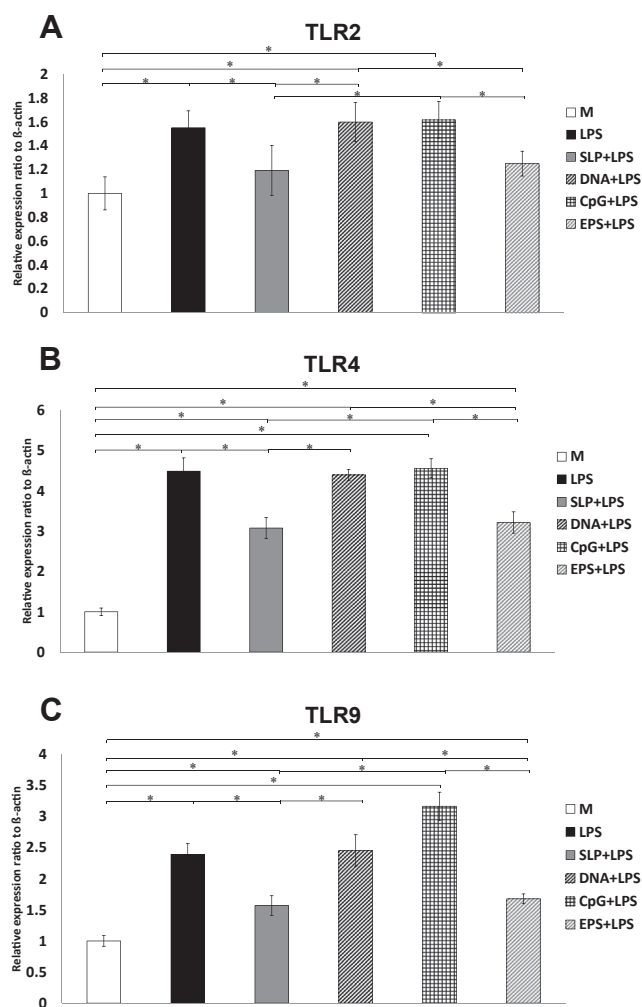 A
TLR2
*
* *
* * *
* *
Relative expression ratio to ß-actin
2
1.8
1.6
1.4
1.2
1
0.8
0.6
0.4
0.2
0
M
LPS
SLP+LPS
DNA+LPS
CpG+LPS
EPS+LPS
B
TLR4
*
* *
* * *
*
* * *
Relative expression ratio to ß-actin
6
5
4
3
2
1
0
M
LPS
SLP+LPS
DNA+LPS
CpG+LPS
EPS+LPS
C
TLR9
*
* *
* * *
*
* * *
Relative expression ratio to ß-actin
4
3.5
3
2.5
2
1.5
1
0.5
0
M
LPS
SLP+LPS
DNA+LPS
CpG+LPS
EPS+LPS